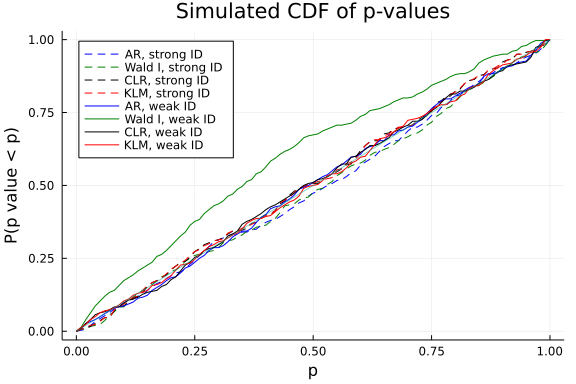 Simulated CDF of p-values
1.00
AR, strong ID
Wald I, strong ID
CLR, strong ID
KLM, strong ID
AR, weak ID
Wald I, weak ID
CLR, weak ID
KLM, weak ID
0.75
P(p value < p)
0.50
0.25
0.00
0.00 0.25 0.50 0.75 1.00
p